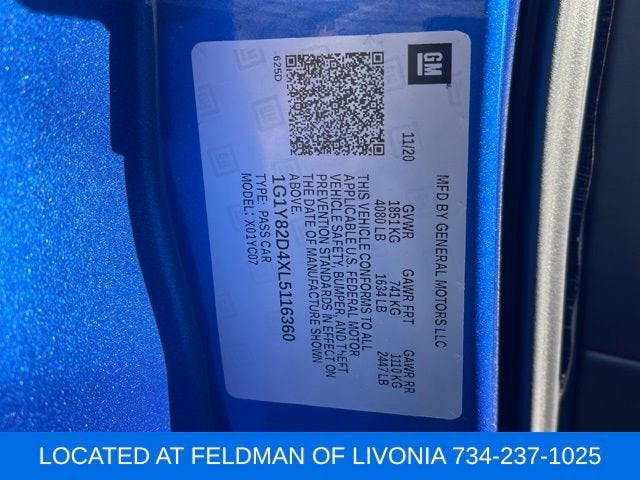 GM
MFD BY GENERAL MOTORS LLC
11/20 GVWR GAWR FRT GAWR RR
1851 KG 741 KG 1110 KG
4080 LB 1634 LB 2447 LB
THIS VEHICLE CONFORMS TO ALL
APPLICABLE U.S. FEDERAL MOTOR
VEHICLE SAFETY, BUMPER, AND THEFT
PREVENTION STANDARDS IN EFFECT ON
THE DATE OF MANUFACTURE SHOWN
ABOVE.
1G1Y82D4XL5116360
TYPE: PASS CAR
MODEL: X01YC07
625D
LOCATED AT FELDMAN OF LIVONIA 734-237-1025